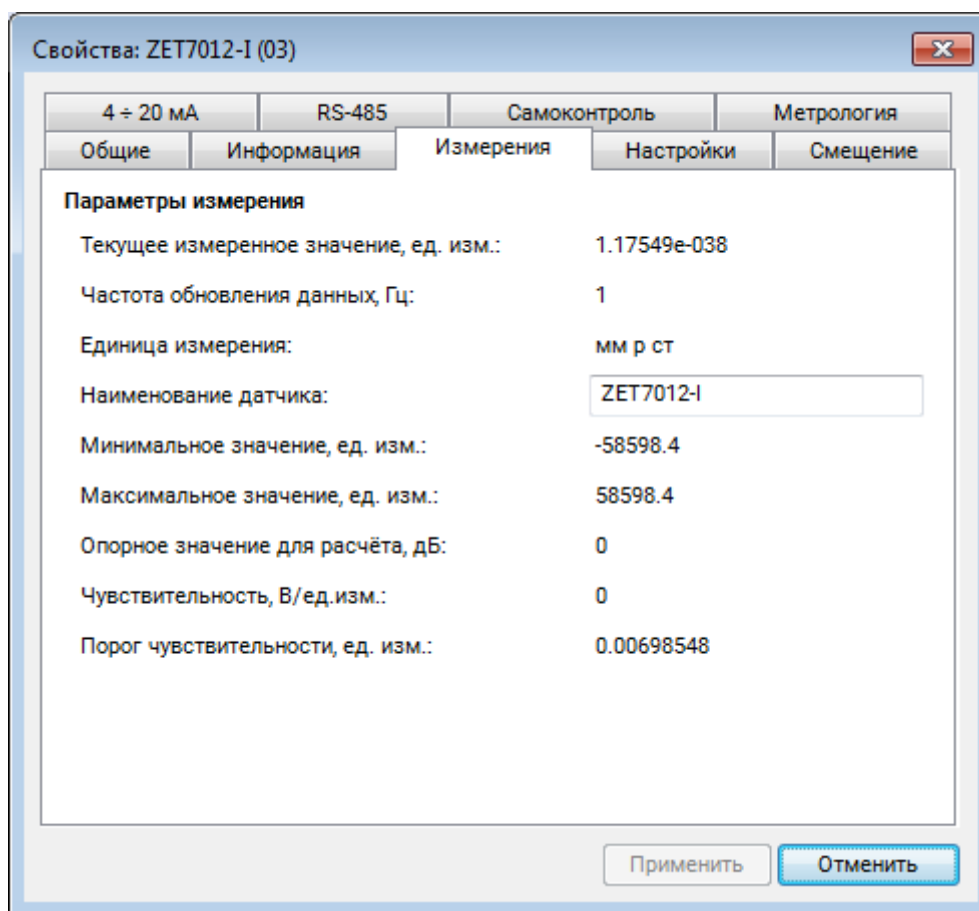 Свойства: ZET7012-I (03)
4 ÷ 20 мА RS-485 Самоконтроль Метрология
Общие Информация Измерения Настройки Смещение
Параметры измерения
Текущее измеренное значение, ед. изм.: 1.17549e-038
Частота обновления данных, Гц: 1
Единица измерения: мм р ст
Наименование датчика: ZET7012-I
Минимальное значение, ед. изм.: -58598.4
Максимальное значение, ед. изм.: 58598.4
Опорное значение для расчёта, дБ: 0
Чувствительность, В/ед.изм.: 0
Порог чувствительности, ед. изм.: 0.00698548
Применить Отменить